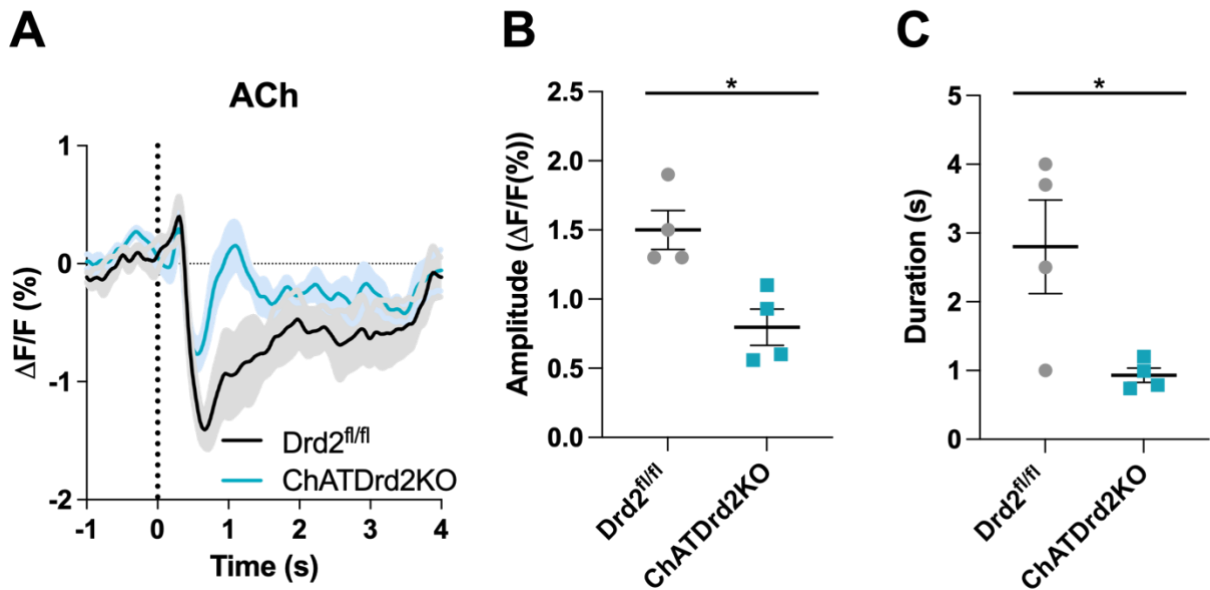 A
ACh
ΔF/F (%)
1
0
-1
-2
Drd2fl/fl
ChATDrd2KO
-1 0 1 2 3 4
Time (s)
B
*
Amplitude (ΔF/F(%))
2.5
2.0
1.5
1.0
0.5
0.0
Drd2fl/fl
ChATDrd2KO
C
*
Duration (s)
5
4
3
2
1
0
Drd2fl/fl
ChATDrd2KO